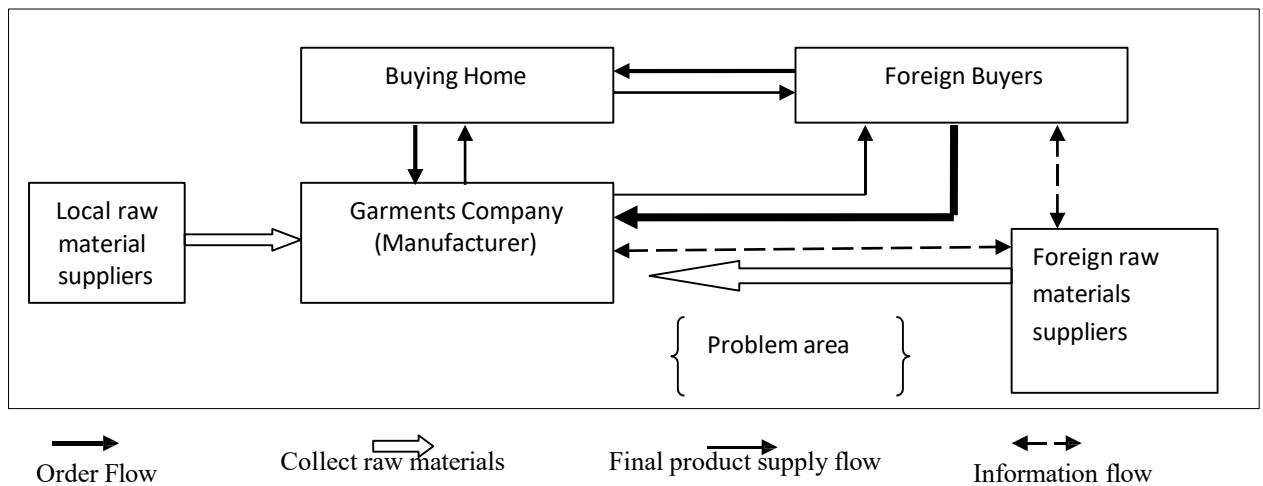 Buying Home
Foreign Buyers
Local raw
material
suppliers
Garments Company
(Manufacturer)
Foreign raw
materials
suppliers
Problem area
Order Flow
Collect raw materials
Final product supply flow
Information flow